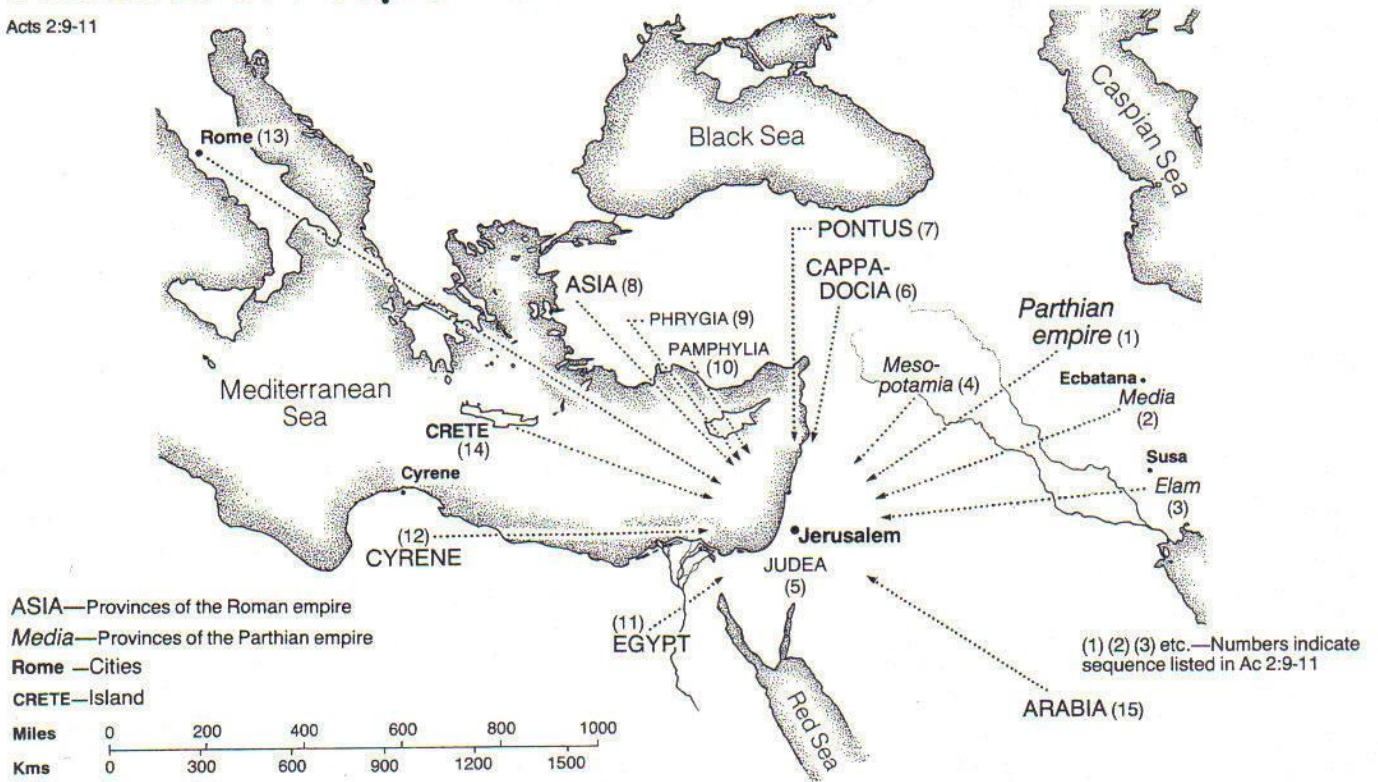 Acts 2:9-11
Black Sea
Caspian Sea
Rome (13)
PONTUS (7)
CAPPA-
DOCIA (6)
ASIA (8)
PHRYGIA (9)
PAMPHYLIA
(10)
Parthian
empire (1)
Meso-
potamia (4)
Ecbatana
Media
(2)
Mediterranean
Sea
CRETE
(14)
Susa
Elam
(3)
Cyrene
(12)
CYRENE
Jerusalem
JUDEA
(5)
(11)
EGYPT
Red Sea
ARABIA (15)
ASIA—Provinces of the Roman empire
Media—Provinces of the Parthian empire
Rome —Cities
CRETE—Island
(1) (2) (3) etc.—Numbers indicate
sequence listed in Ac 2:9-11
Miles 0 200 400 600 800 1000
Kms 0 300 600 900 1200 1500